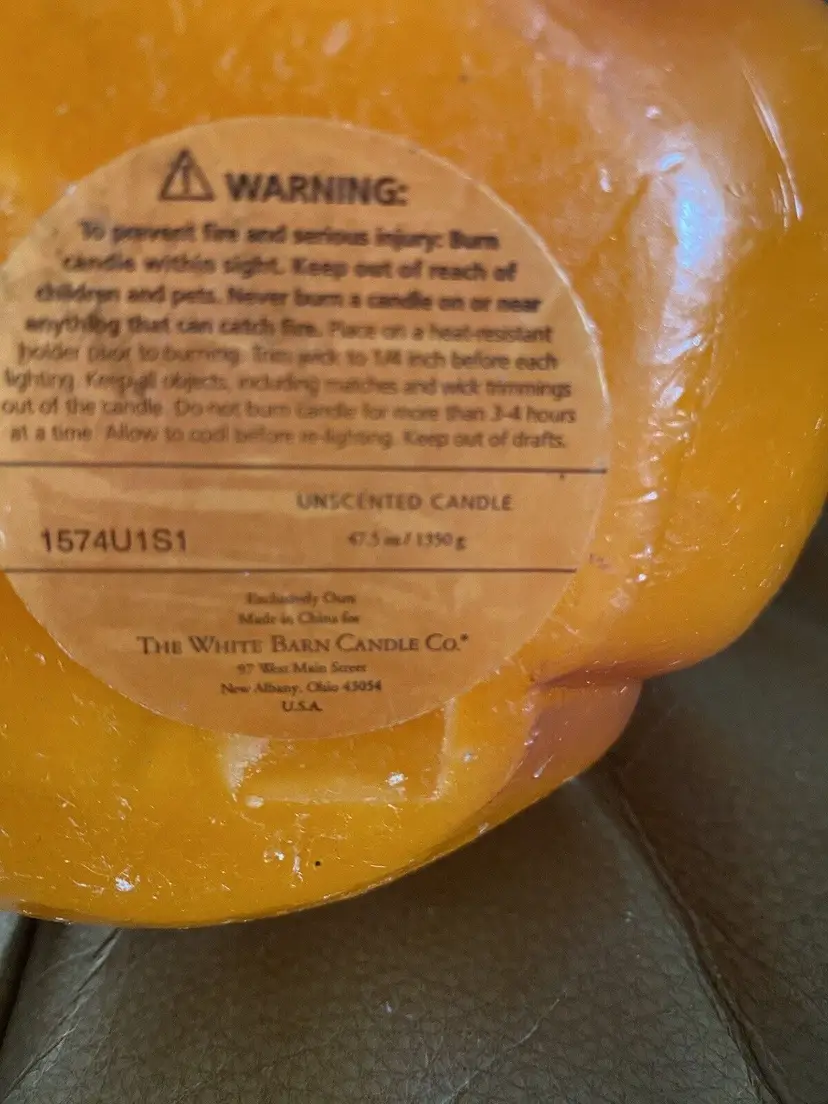 WARNING:
To prevent fire and serious injury: Burn
candle within sight. Keep out of reach of
children and pets. Never burn a candle on or near
anything that can catch fire. Place on a heat-resistant
holder prior to burning. Trim wick to 1/4 inch before each
lighting. Keep all objects, including matches and wick trimmings
out of the candle. Do not burn candle for more than 3-4 hours
at a time. Allow to cool before re-lighting. Keep out of drafts.
UNSCENTED CANDLE
1574U1S1 47.5 oz / 1350 g
Exclusively Ours
Made in China for
THE WHITE BARN CANDLE CO.®
97 West Main Street
New Albany, Ohio 43054
U.S.A.